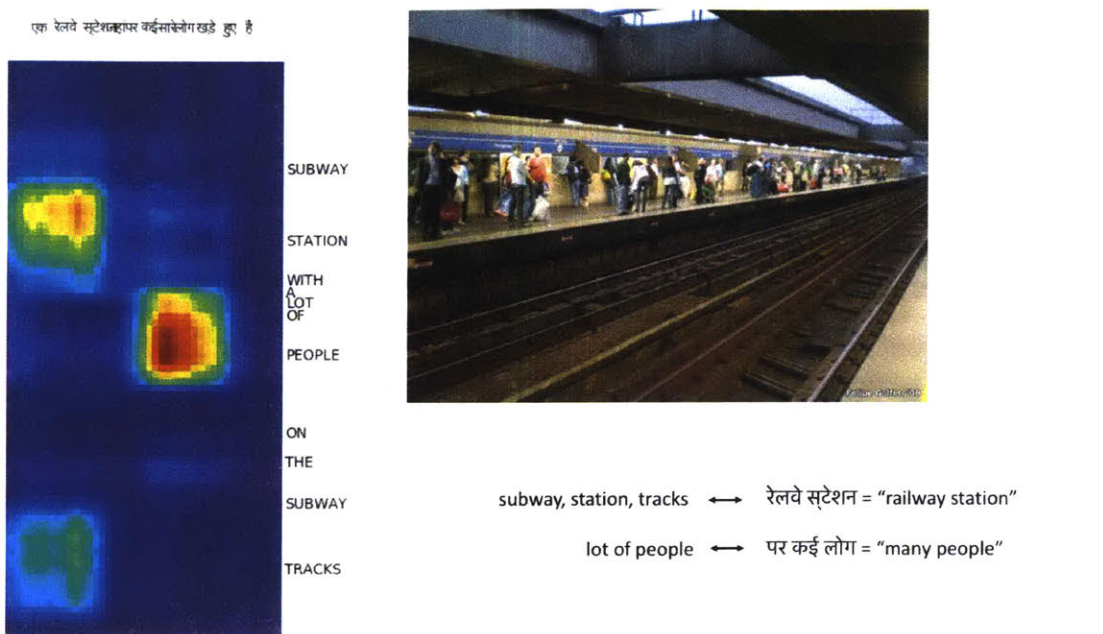 एक रेलवे स्टेशन पर कई सारे लोग खड़े हुए है
SUBWAY
STATION
WITH
A
LOT
OF
PEOPLE
ON
THE
SUBWAY
TRACKS
subway, station, tracks ↔ रेलवे स्टेशन = “railway station”
lot of people ↔ पर कई लोग = “many people”